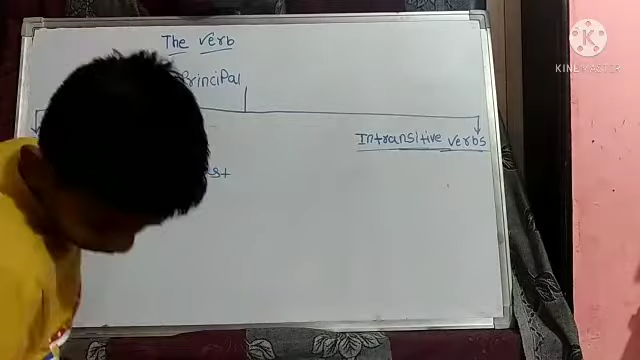 The verb
Principal
Intransitive verbs
K
KINEMASTER